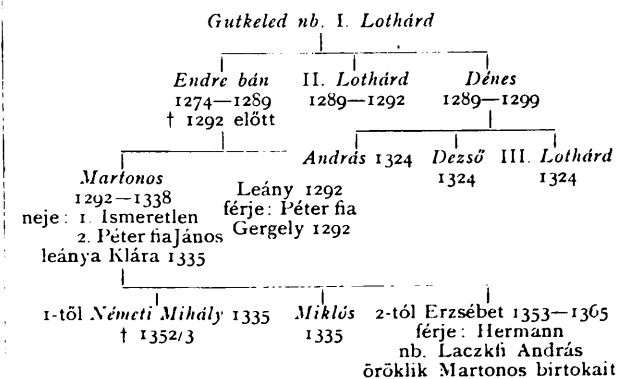 Gutkeled nb. I. Lothárd
Endre bán
1274—1289
† 1292 előtt
II. Lothárd
1289—1292
Dénes
1289—1299
András 1324
Dezső
1324
III. Lothárd
1324
Martonos
1292—1338
neje: 1. Ismeretlen
2. Péter fia János
leánya Klára 1335
Leány 1292
férje: Péter fia
Gergely 1292
1-től Németi Mihály 1335
† 1352/3
Miklós
1335
2-tól Erzsébet 1353—1365
férje: Hermann
nb. Laczkfi András
öröklik Martonos birtokait